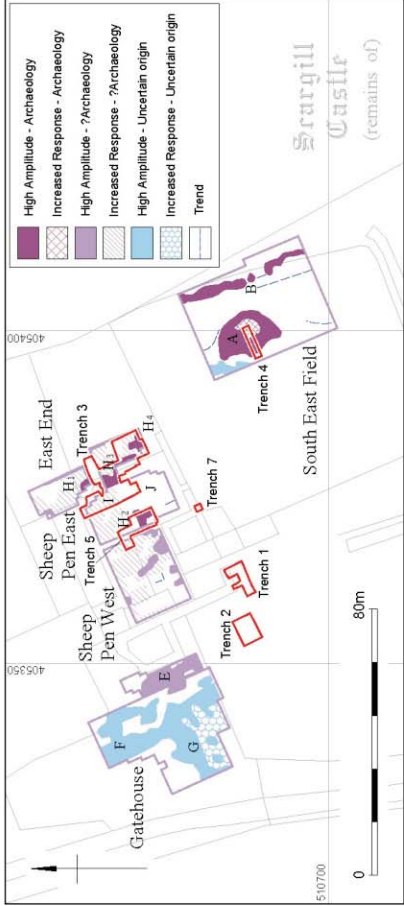 High Amplitude - Archaeology
Increased Response - Archaeology
High Amplitude - ?Archaeology
Increased Response - ?Archaeology
High Amplitude - Uncertain origin
Increased Response - Uncertain origin
Trend
Scargill
Castle
(remains of)
405400
405350
510700
East End
Sheep
Pen East
Trench 3
Trench 5
Sheep
Pen West
H1
H2
H3
H4
I
J
L
Gatehouse
F
E
G
Trench 2
Trench 1
Trench 7
A
B
Trench 4
South East Field
0
80m